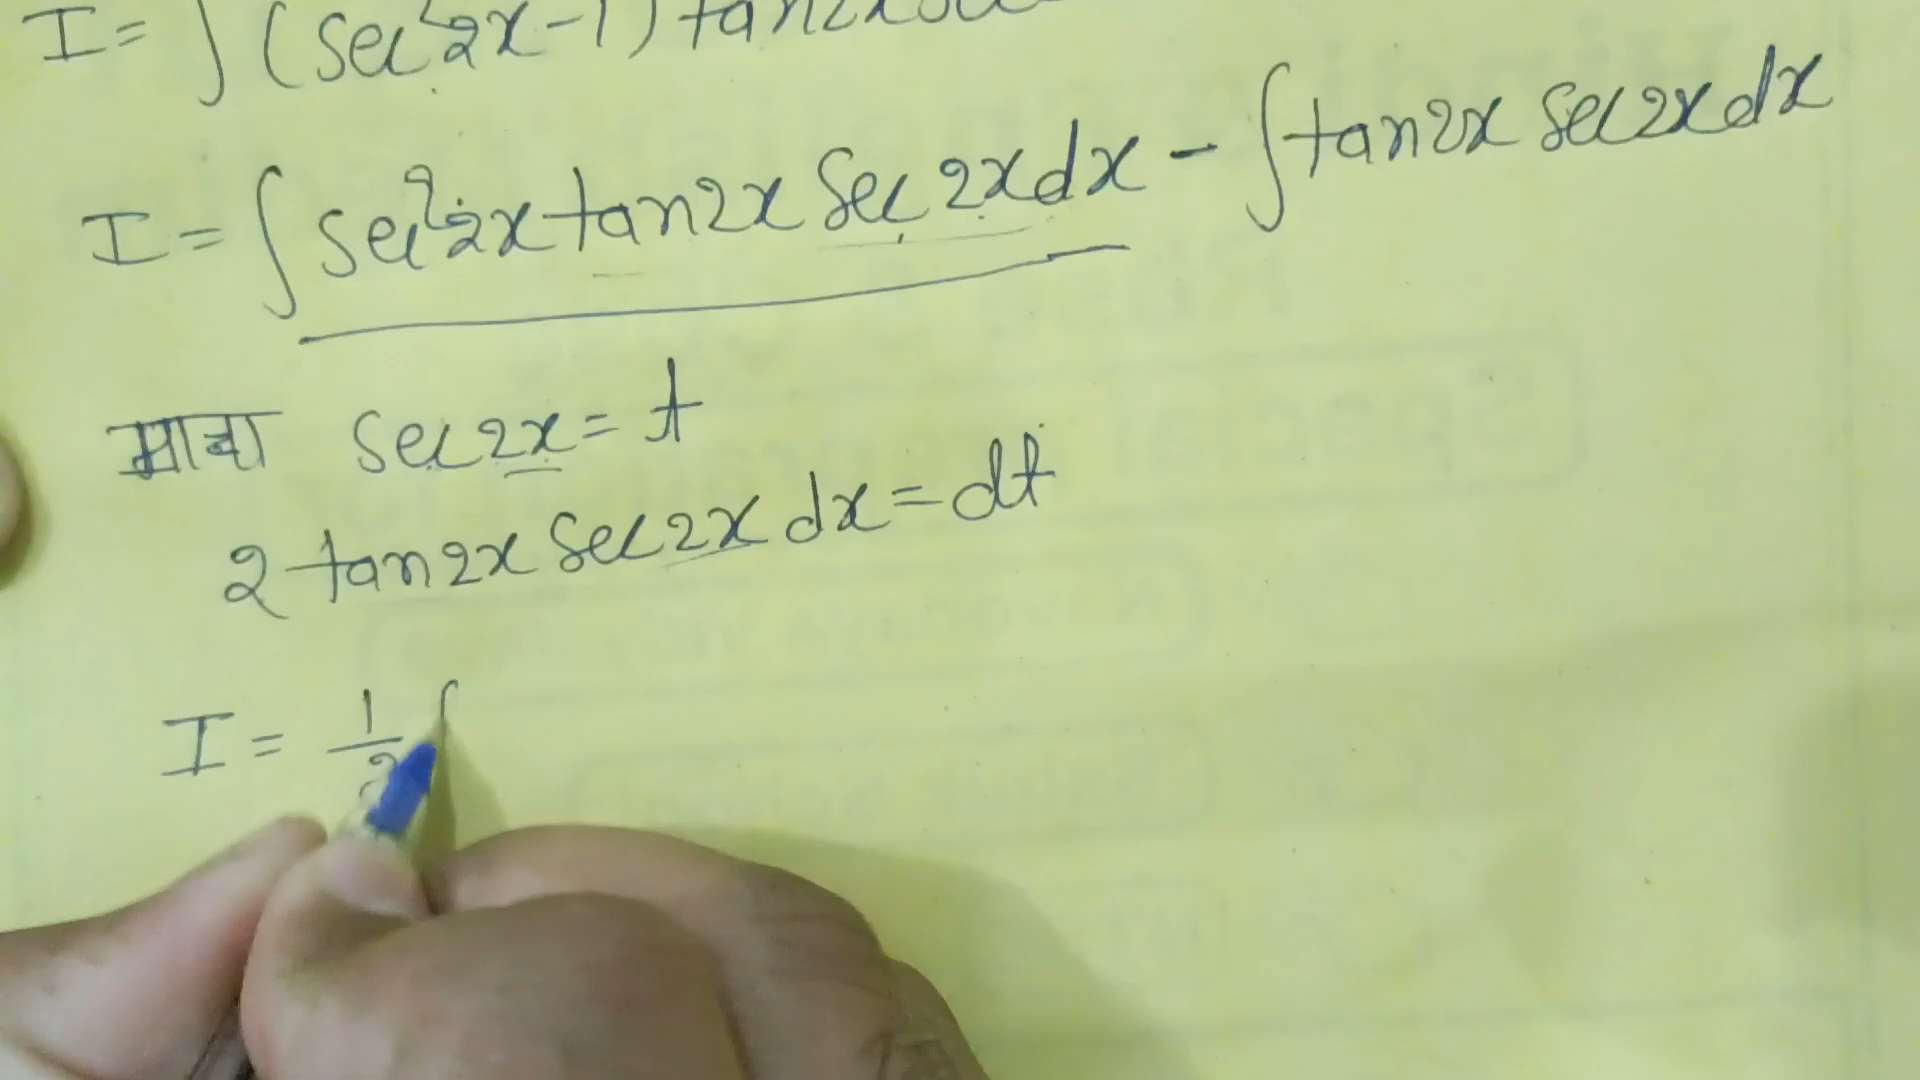 I = ∫ (sec²2x - 1) tan2x
I = ∫ sec²2x tan2x sec2x dx - ∫ tan2x sec2x dx
माना sec2x = t
2 tan2x sec2x dx = dt
I = 1/2 ∫